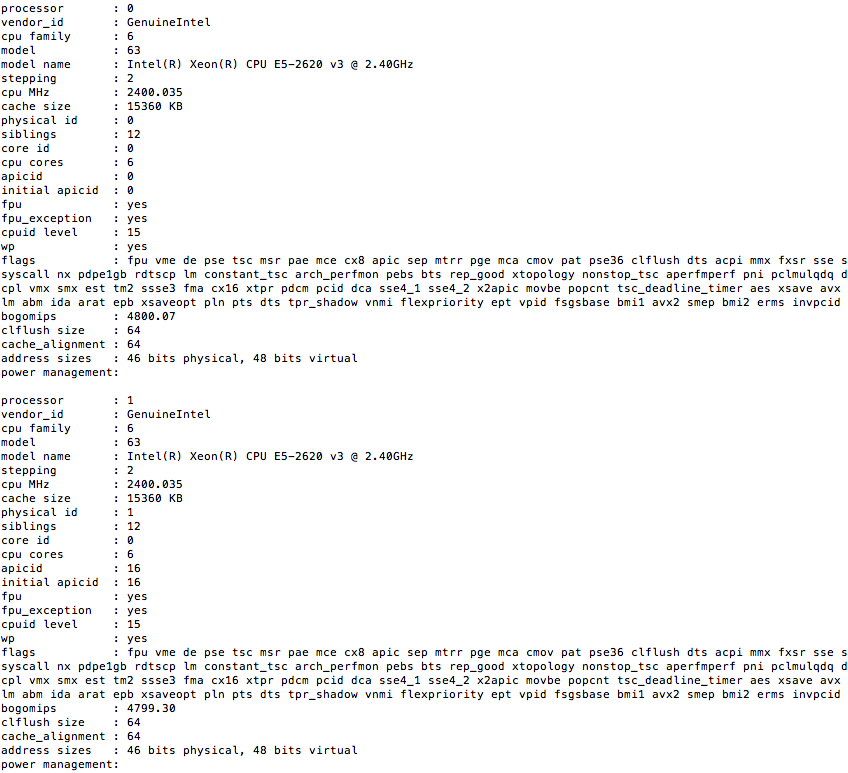 processor : 0
vendor_id : GenuineIntel
cpu family : 6
model : 63
model name : Intel(R) Xeon(R) CPU E5-2620 v3 @ 2.40GHz
stepping : 2
cpu MHz : 2400.035
cache size : 15360 KB
physical id : 0
siblings : 12
core id : 0
cpu cores : 6
apicid : 0
initial apicid : 0
fpu : yes
fpu_exception : yes
cpuid level : 15
wp : yes
flags : fpu vme de pse tsc msr pae mce cx8 apic sep mtrr pge mca cmov pat pse36 clflush dts acpi mmx fxsr sse s
syscall nx pdpe1gb rdtscp lm constant_tsc arch_perfmon pebs bts rep_good xtopology nonstop_tsc aperfmperf pni pclmulqdq d
cpl vmx smx est tm2 ssse3 fma cx16 xtpr pdcm pcid dca sse4_1 sse4_2 x2apic movbe popcnt tsc_deadline_timer aes xsave avx
lm abm ida arat epb xsaveopt pln pts dts tpr_shadow vnmi flexpriority ept vpid fsgsbase bmi1 avx2 smep bmi2 erms invpcid
bogomips : 4800.07
clflush size : 64
cache_alignment : 64
address sizes : 46 bits physical, 48 bits virtual
power management:
processor : 1
vendor_id : GenuineIntel
cpu family : 6
model : 63
model name : Intel(R) Xeon(R) CPU E5-2620 v3 @ 2.40GHz
stepping : 2
cpu MHz : 2400.035
cache size : 15360 KB
physical id : 1
siblings : 12
core id : 0
cpu cores : 6
apicid : 16
initial apicid : 16
fpu : yes
fpu_exception : yes
cpuid level : 15
wp : yes
flags : fpu vme de pse tsc msr pae mce cx8 apic sep mtrr pge mca cmov pat pse36 clflush dts acpi mmx fxsr sse s
syscall nx pdpe1gb rdtscp lm constant_tsc arch_perfmon pebs bts rep_good xtopology nonstop_tsc aperfmperf pni pclmulqdq d
cpl vmx smx est tm2 ssse3 fma cx16 xtpr pdcm pcid dca sse4_1 sse4_2 x2apic movbe popcnt tsc_deadline_timer aes xsave avx
lm abm ida arat epb xsaveopt pln pts dts tpr_shadow vnmi flexpriority ept vpid fsgsbase bmi1 avx2 smep bmi2 erms invpcid
bogomips : 4799.30
clflush size : 64
cache_alignment : 64
address sizes : 46 bits physical, 48 bits virtual
power management: